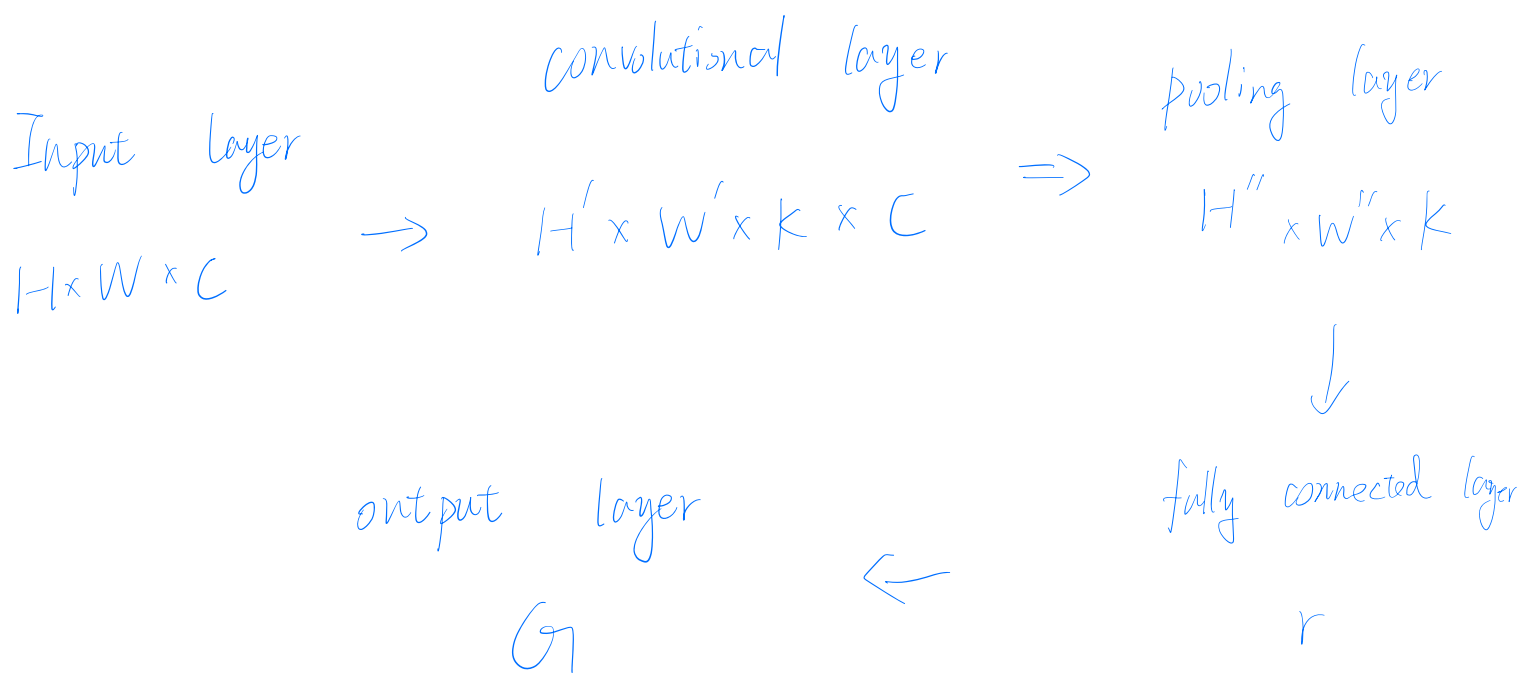 Input layer
H × W × C
→
convolutional layer
H' × W' × K × C
⇒
pooling layer
H'' × W'' × K
↓
fully connected layer
r
←
output layer
G